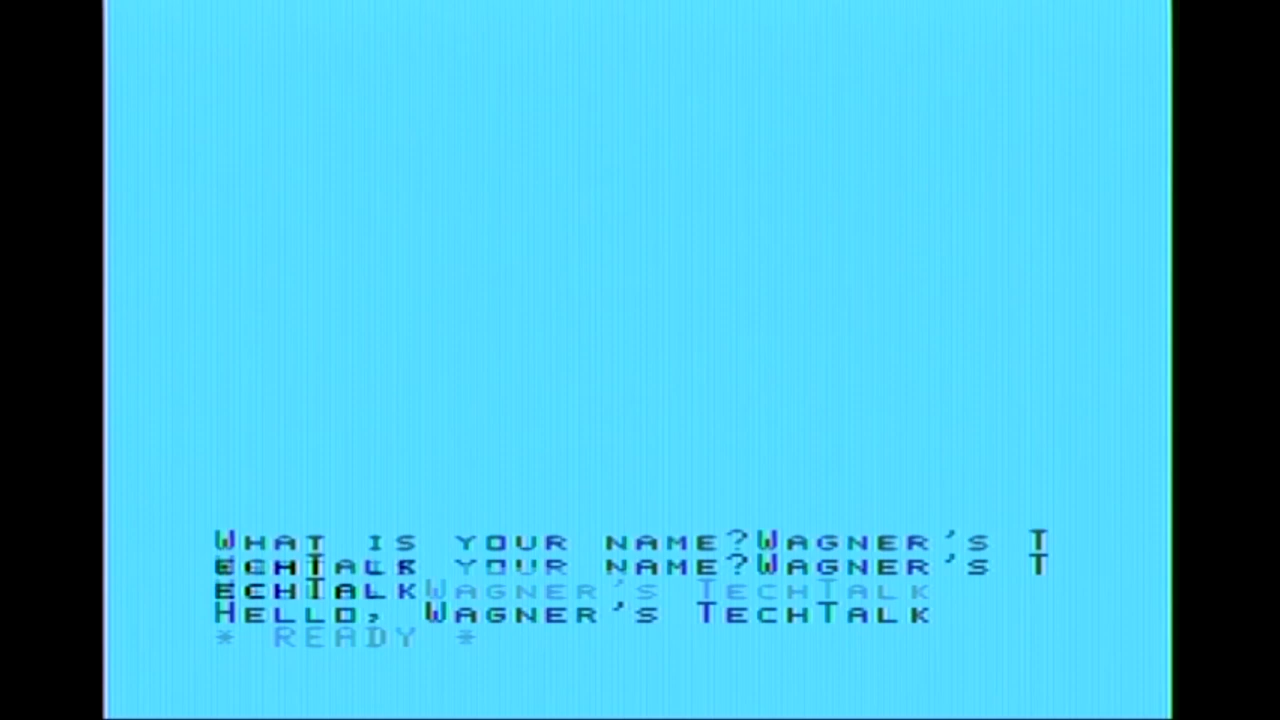 What is your name?Wagner's T
echTalk your name?Wagner's T
echTalkWagner's TechTalk
Hello, Wagner's TechTalk
* READY *